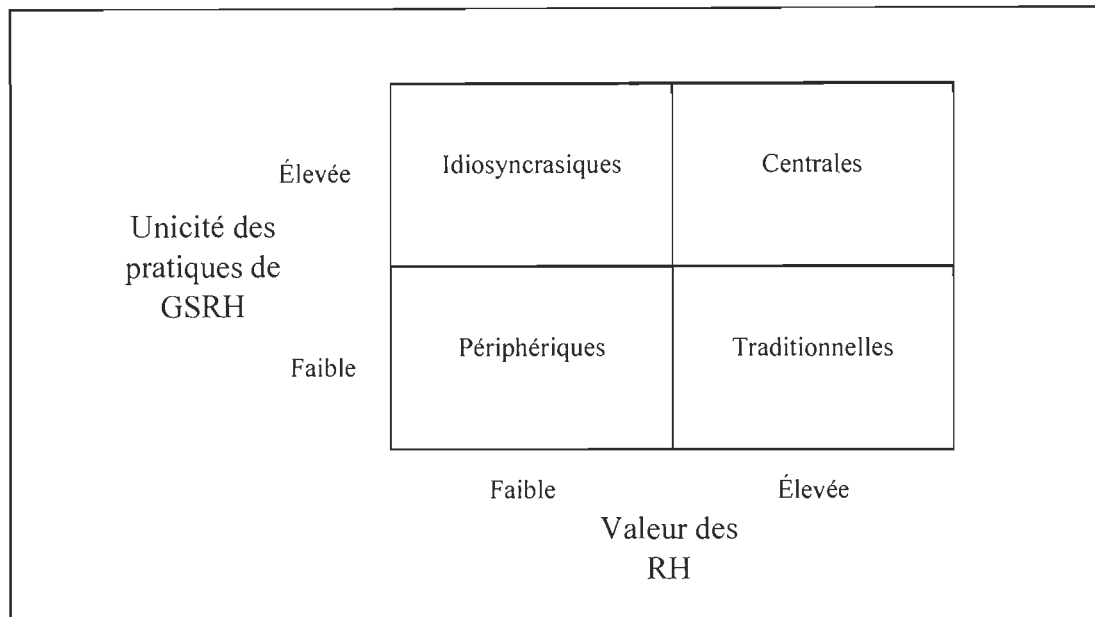 Élevée
Idiosyncrasiques
Centrales
Unicité des
pratiques de
GSRH
Faible
Périphériques
Traditionnelles
Faible
Élevée
Valeur des
RH